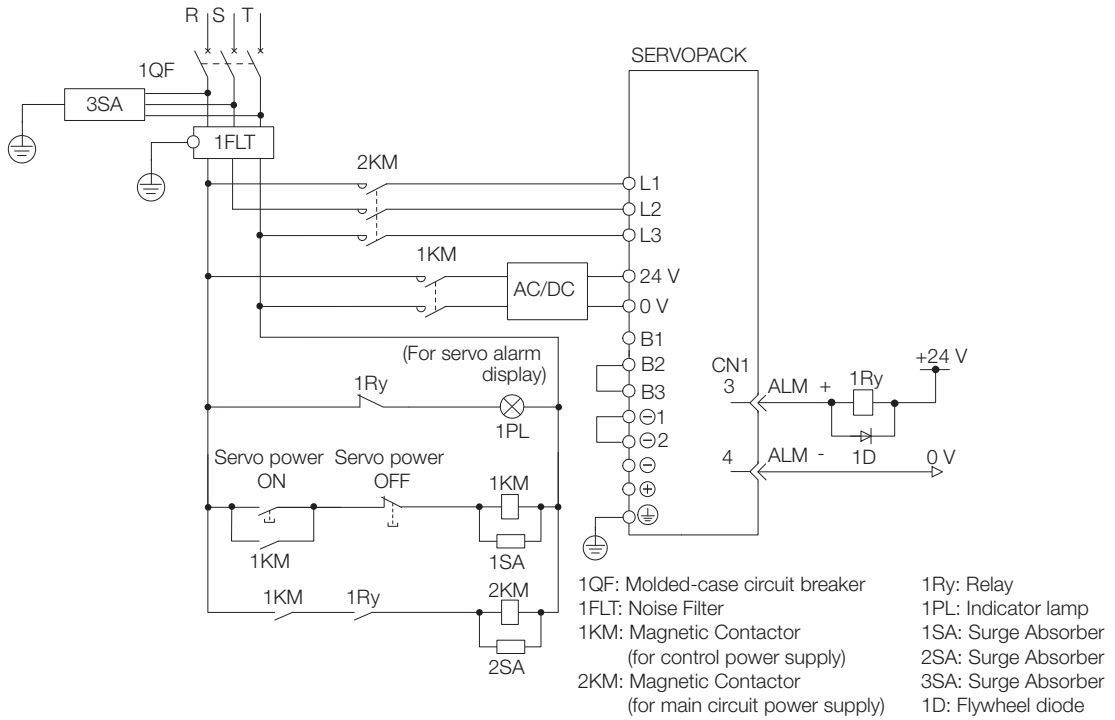 R S T
1QF
SERVOPACK
3SA
1FLT
2KM
L1
L2
L3
1KM
24 V
AC/DC
0 V
B1
(For servo alarm
display)
B2
CN1
+24 V
1Ry
B3
3
ALM +
1Ry
1PL
⊖1
⊖2
1D
Servo power
ON
Servo power
OFF
4
ALM -
0 V
⊖
1KM
⊕
1KM
1SA
1KM
1Ry
2KM
2SA
1QF: Molded-case circuit breaker
1FLT: Noise Filter
1KM: Magnetic Contactor
(for control power supply)
2KM: Magnetic Contactor
(for main circuit power supply)
1Ry: Relay
1PL: Indicator lamp
1SA: Surge Absorber
2SA: Surge Absorber
3SA: Surge Absorber
1D: Flywheel diode